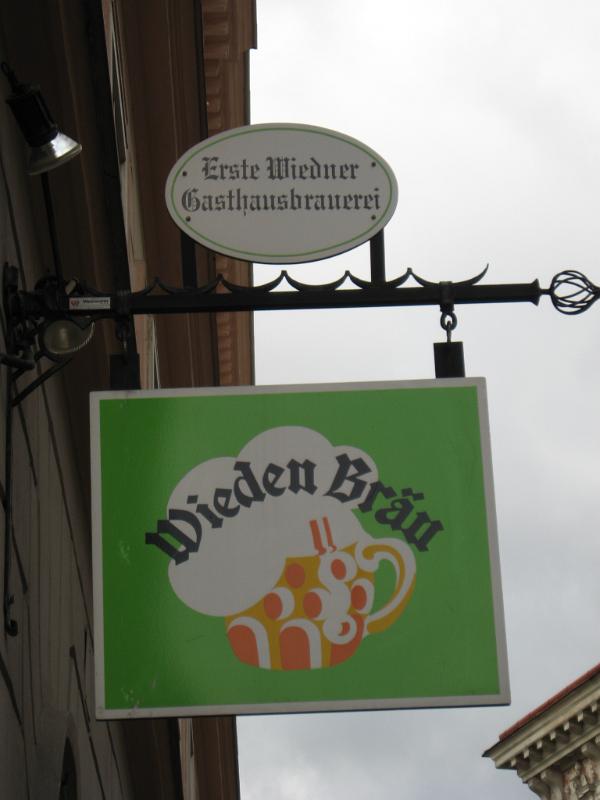 Erste Wiedner
Gasthausbrauerei
Wieden Bräu